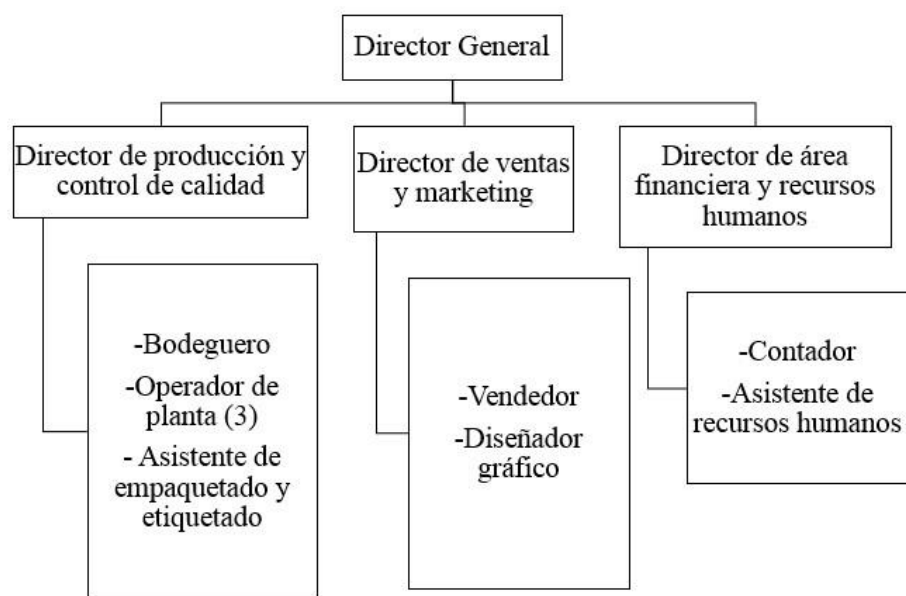 Director General
Director de producción y
control de calidad
Director de ventas
y marketing
Director de área
financiera y recursos
humanos
-Bodeguero
-Operador de
planta (3)
- Asistente de
empaquetado y
etiquetado
-Vendedor
-Diseñador
gráfico
-Contador
-Asistente de
recursos humanos